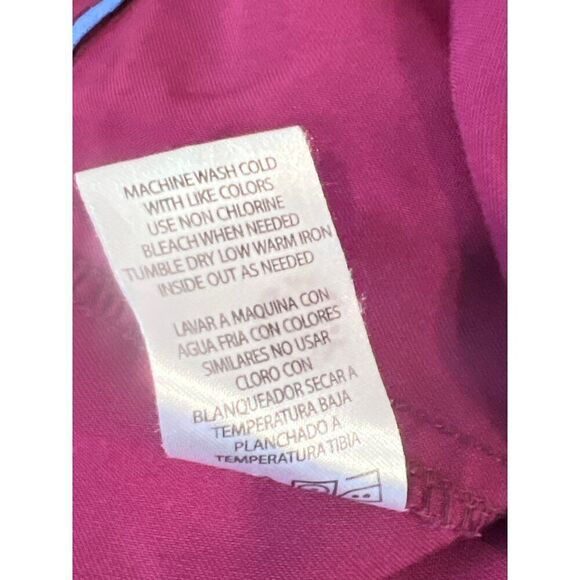 MACHINE WASH COLD
WITH LIKE COLORS
USE NON CHLORINE
BLEACH WHEN NEEDED
TUMBLE DRY LOW WARM IRON
INSIDE OUT AS NEEDED
LAVAR A MAQUINA CON
AGUA FRIA CON COLORES
SIMILARES NO USAR
CLORO CON
BLANQUEADOR SECAR A
TEMPERATURA BAJA
PLANCHADO A
TEMPERATURA TIBIA